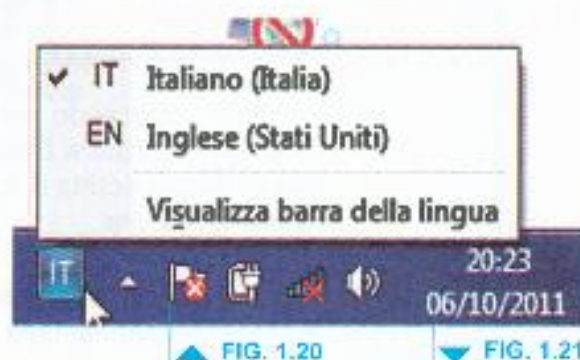 IT Italiano (Italia)
EN Inglese (Stati Uniti)
Visualizza barra della lingua
IT 20:23
06/10/2011
FIG. 1.20 FIG. 1.21